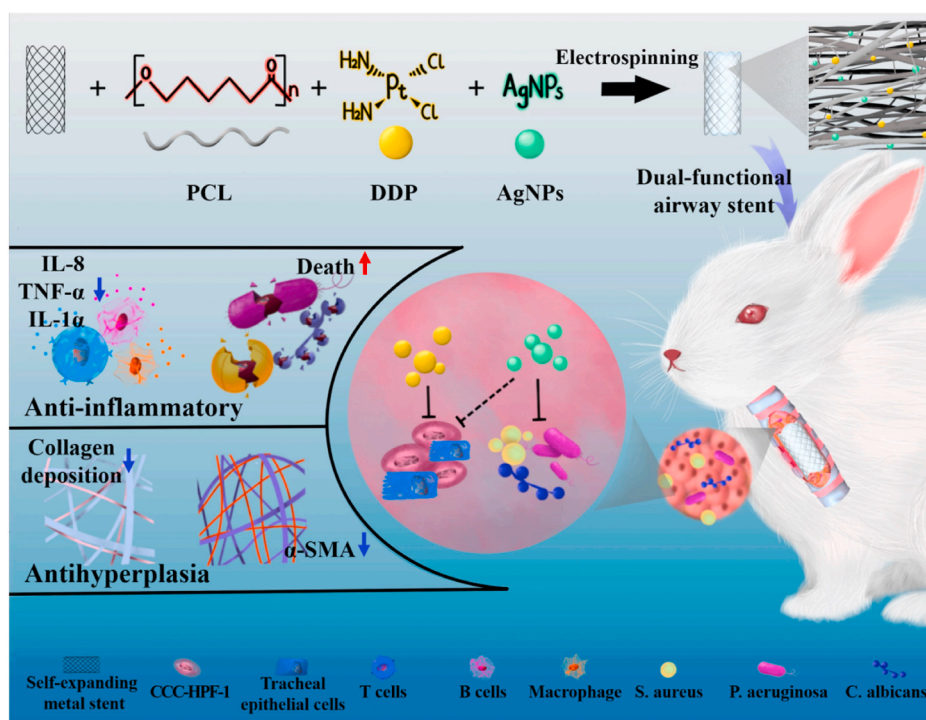 O
O
n
+
+
+
H₂N
H₂N
Pt
Cl
Cl
AgNPs
Electrospinning
PCL
DDP
AgNPs
Dual-functional
airway stent
IL-8
TNF-α
IL-1α
Death
Anti-inflammatory
Collagen
deposition
α-SMA
Antihyperplasia
Self-expanding
metal stent
CCC-HPF-1
Tracheal
epithelial cells
T cells
B cells
Macrophage
S. aureus
P. aeruginosa
C. albicans